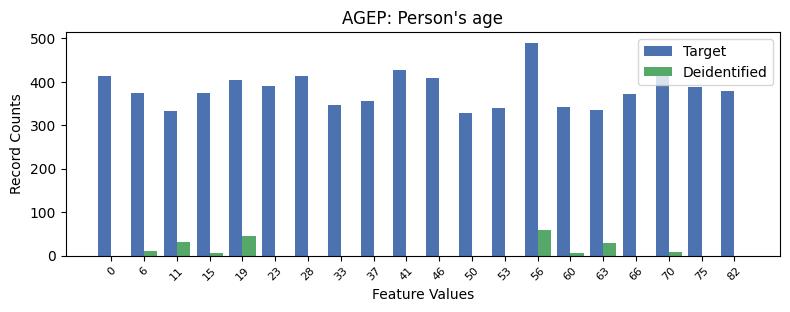 AGEP: Person's age
Target
Deidentified
Record Counts
500
400
300
200
100
0
0 6 11 15 19 23 28 33 37 41 46 50 53 56 60 63 66 70 75 82
Feature Values